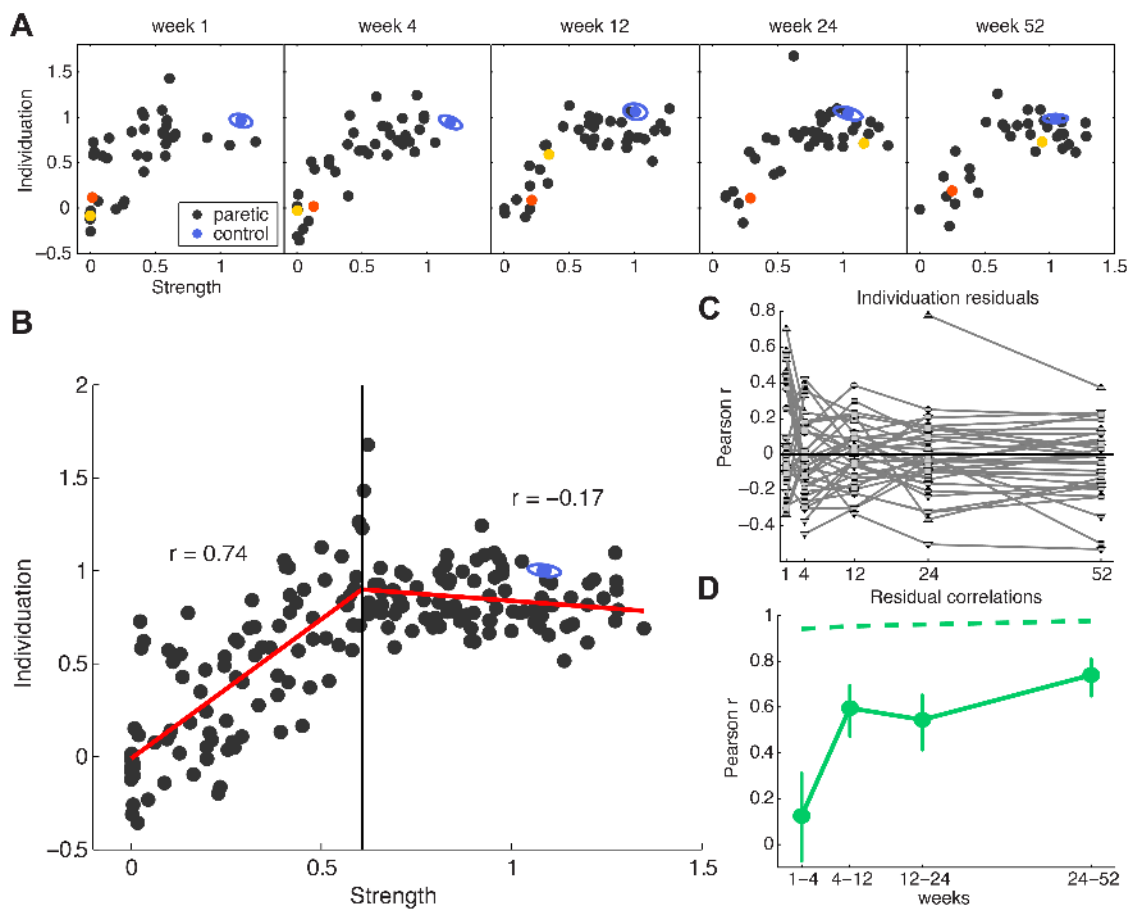 A
week 1 week 4 week 12 week 24 week 52
Individuation
1.5
1
0.5
0
−0.5
paretic
control
0 0.5 1 0 0.5 1 0 0.5 1 0 0.5 1 0 0.5 1 1.5
Strength
B
Individuation
2
1.5
1
0.5
0
−0.5
r = 0.74
r = −0.17
0 0.5 1 1.5
Strength
C
Individuation residuals
Pearson r
0.8
0.6
0.4
0.2
0
−0.2
−0.4
1 4 12 24 52
D
Residual correlations
Pearson r
1
0.8
0.6
0.4
0.2
0
1−4 4−12 12−24 24−52
weeks